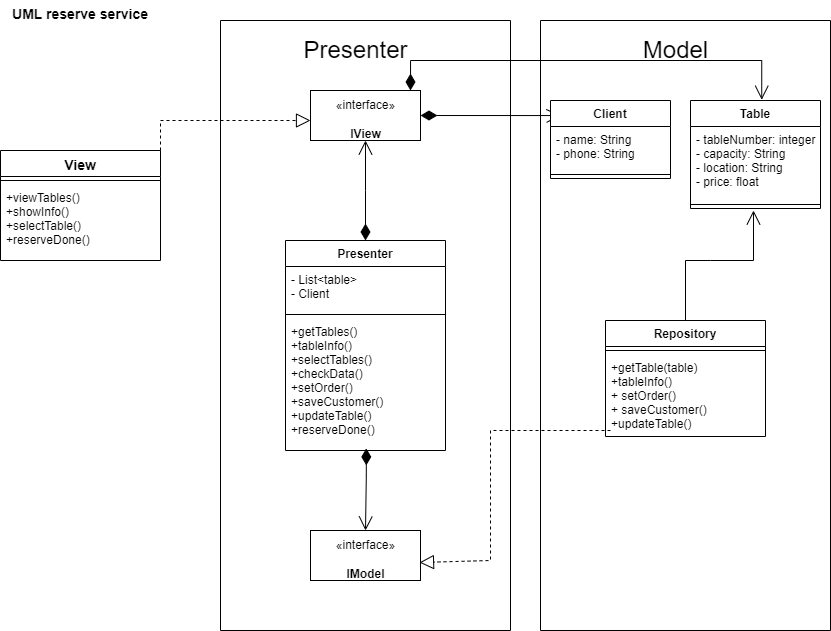 UML reserve service
Presenter
Model
«interface»
IView
Client
- name: String
- phone: String
Table
- tableNumber: integer
- capacity: String
- location: String
- price: float
View
+viewTables()
+showInfo()
+selectTable()
+reserveDone()
Presenter
- List<table>
- Client
+getTables()
+tableInfo()
+selectTables()
+checkData()
+setOrder()
+saveCustomer()
+updateTable()
+reserveDone()
Repository
+getTable(table)
+tableInfo()
+ setOrder()
+ saveCustomer()
+updateTable()
«interface»
IModel